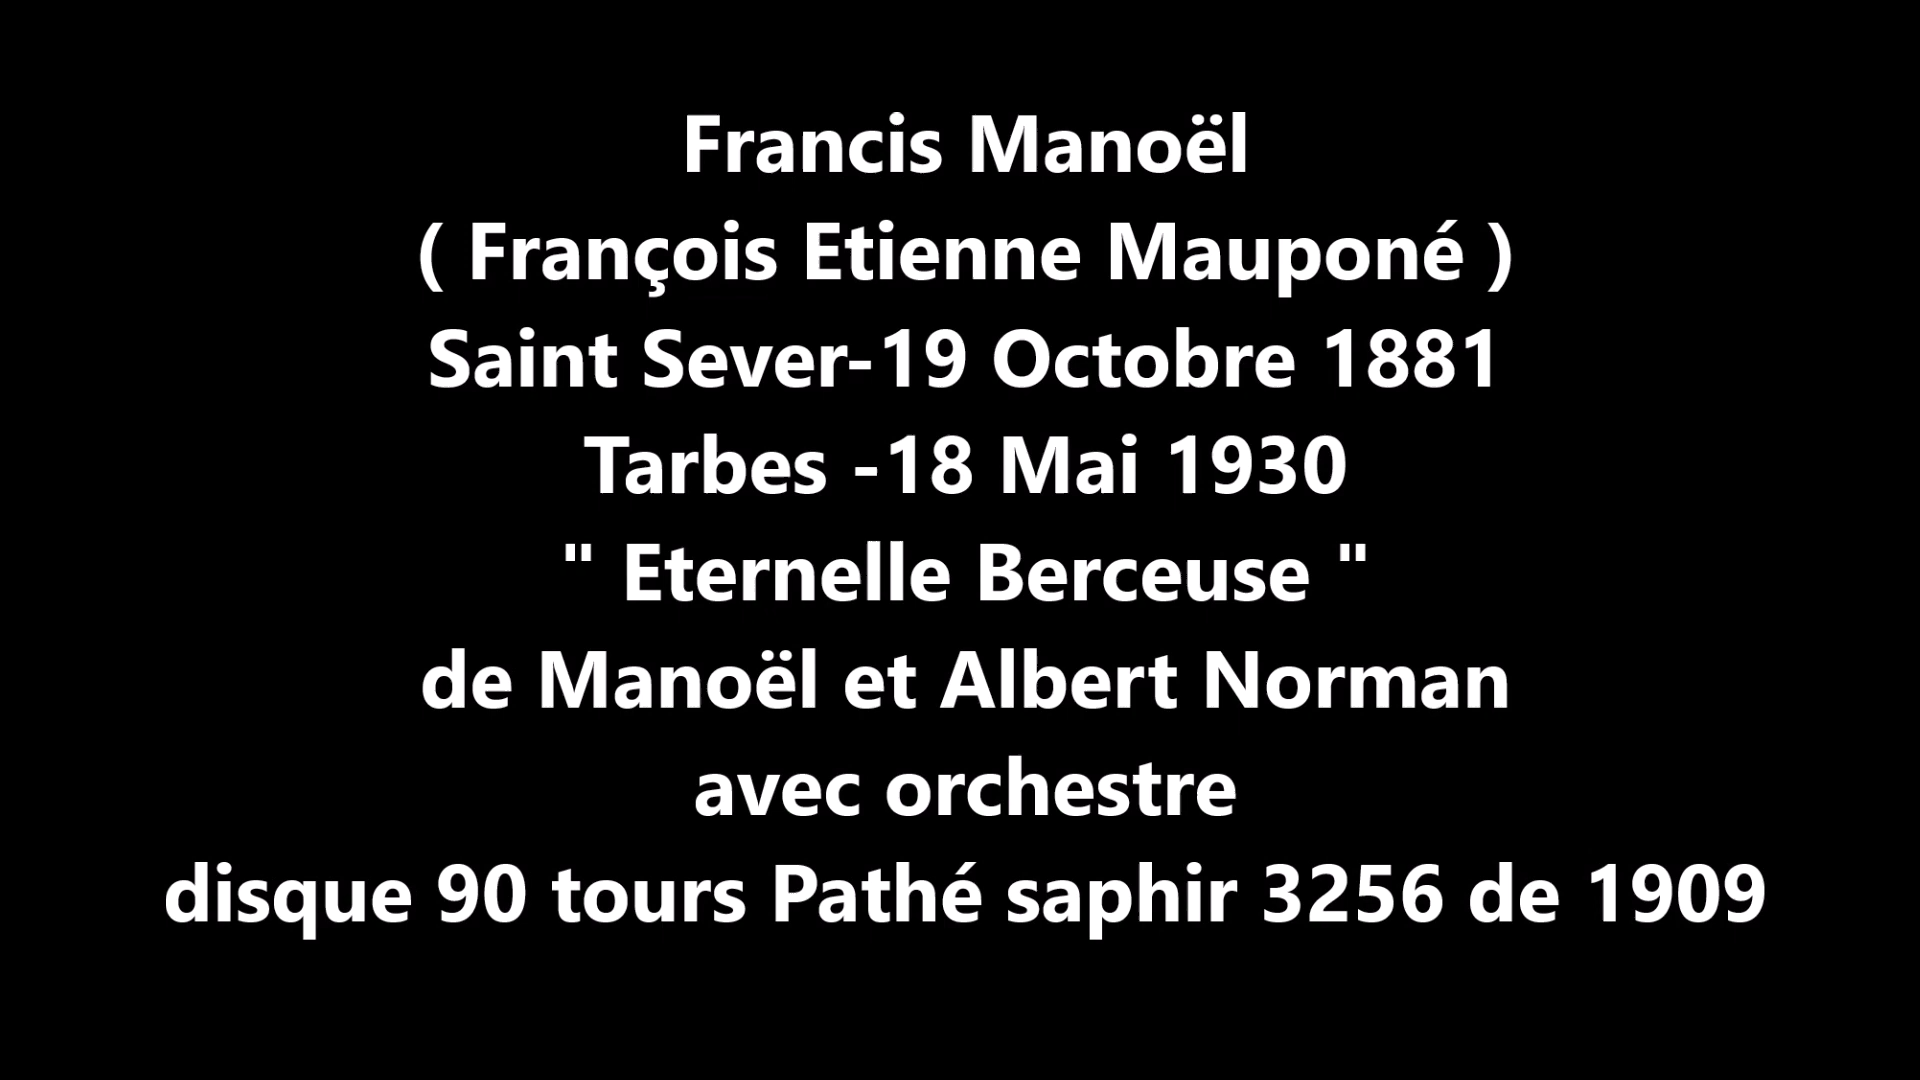 Francis Manoël
( François Etienne Mauponé )
Saint Sever-19 Octobre 1881
Tarbes -18 Mai 1930
" Eternelle Berceuse "
de Manoël et Albert Norman
avec orchestre
disque 90 tours Pathé saphir 3256 de 1909